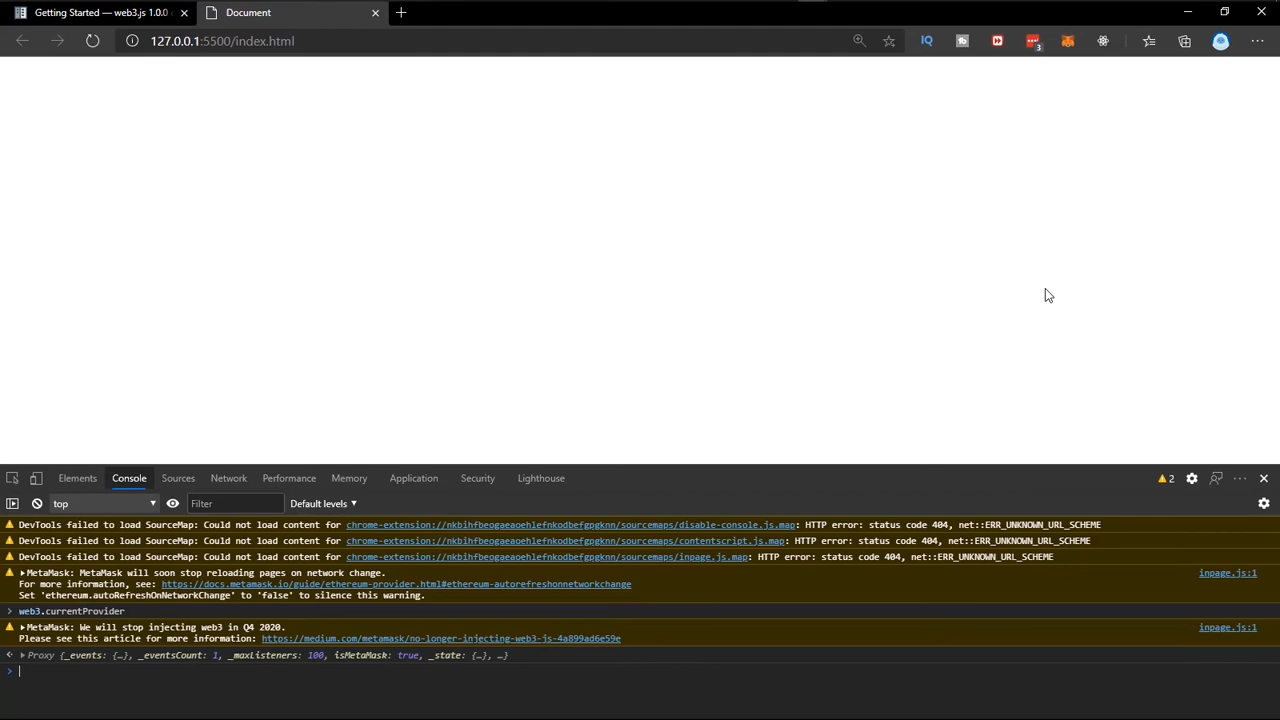 Getting Started — web3.js 1.0.0
Document
127.0.0.1:5500/index.html
IQ
tb
3
Elements
Console
Sources
Network
Performance
Memory
Application
Security
Lighthouse
2
top
Filter
Default levels
DevTools failed to load SourceMap: Could not load content for chrome-extension://nkbihfbeogaeaoehlefnkodbefgpgknn/sourcemaps/disable-console.js.map: HTTP error: status code 404, net::ERR_UNKNOWN_URL_SCHEME
DevTools failed to load SourceMap: Could not load content for chrome-extension://nkbihfbeogaeaoehlefnkodbefgpgknn/sourcemaps/contentscript.js.map: HTTP error: status code 404, net::ERR_UNKNOWN_URL_SCHEME
DevTools failed to load SourceMap: Could not load content for chrome-extension://nkbihfbeogaeaoehlefnkodbefgpgknn/sourcemaps/inpage.js.map: HTTP error: status code 404, net::ERR_UNKNOWN_URL_SCHEME
MetaMask: MetaMask will soon stop reloading pages on network change. inpage.js:1
For more information, see: https://docs.metamask.io/guide/ethereum-provider.html#ethereum-autorefreshonnetworkchange
Set 'ethereum.autoRefreshOnNetworkChange' to 'false' to silence this warning.
web3.currentProvider
MetaMask: We will stop injecting web3 in Q4 2020. inpage.js:1
Please see this article for more information: https://medium.com/metamask/no-longer-injecting-web3-js-4a899ad6e59e
Proxy {_events: {…}, _eventsCount: 1, _maxListeners: 100, isMetaMask: true, _state: {…}, …}